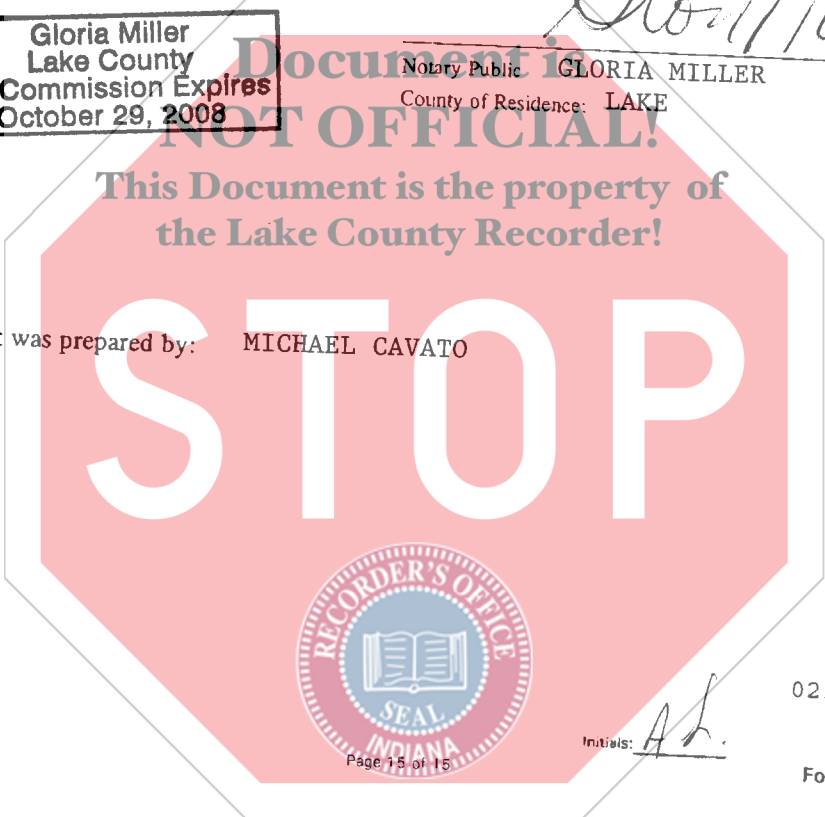 Gloria Miller
Lake County
Commission Expires
October 29, 2008
Notary Public GLORIA MILLER
County of Residence: LAKE
Document is
NOT OFFICIAL!
This Document is the property of
the Lake County Recorder!
was prepared by: MICHAEL CAVATO
STOP
RECORDER'S OFFICE
SEAL
INDIANA
Page 15 of 15
Initials: A L.
02
Fo